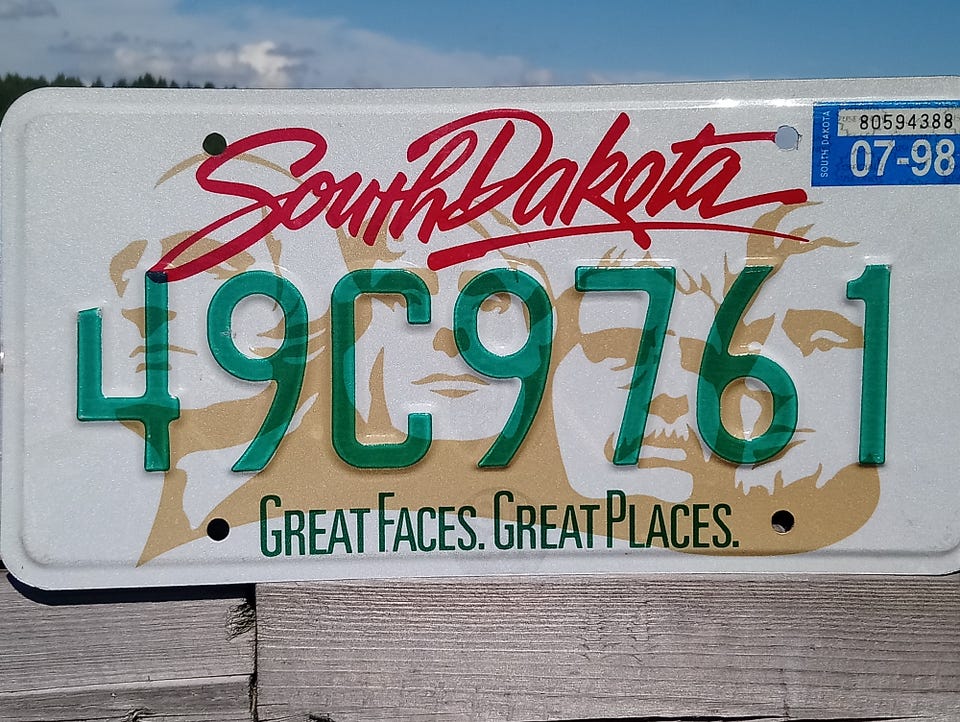 South Dakota
SOUTH DAKOTA
80594388
07-98
49C9761
GREAT FACES. GREAT PLACES.